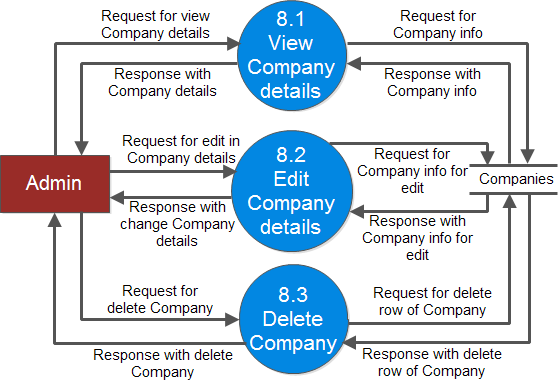 Request for view
Company details
8.1
View
Company
details
Request for
Company info
Response with
Company details
Response with
Company info
Request for edit in
Company details
8.2
Edit
Company
details
Request for
Company info for
edit
Admin
Companies
Response with
change Company
details
Response with
Company info for
edit
Request for
delete Company
8.3
Delete
Company
Request for delete
row of Company
Response with delete
Company
Response with delete
row of Company